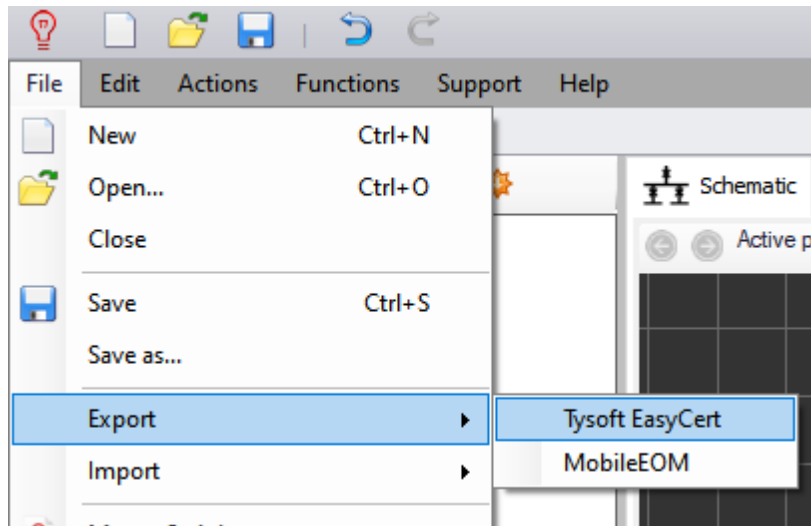 File Edit Actions Functions Support Help
New Ctrl+N
Open... Ctrl+O
Schematic
Close
Active
Save Ctrl+S
Save as...
Export
Tysoft EasyCert
Import
MobileEOM